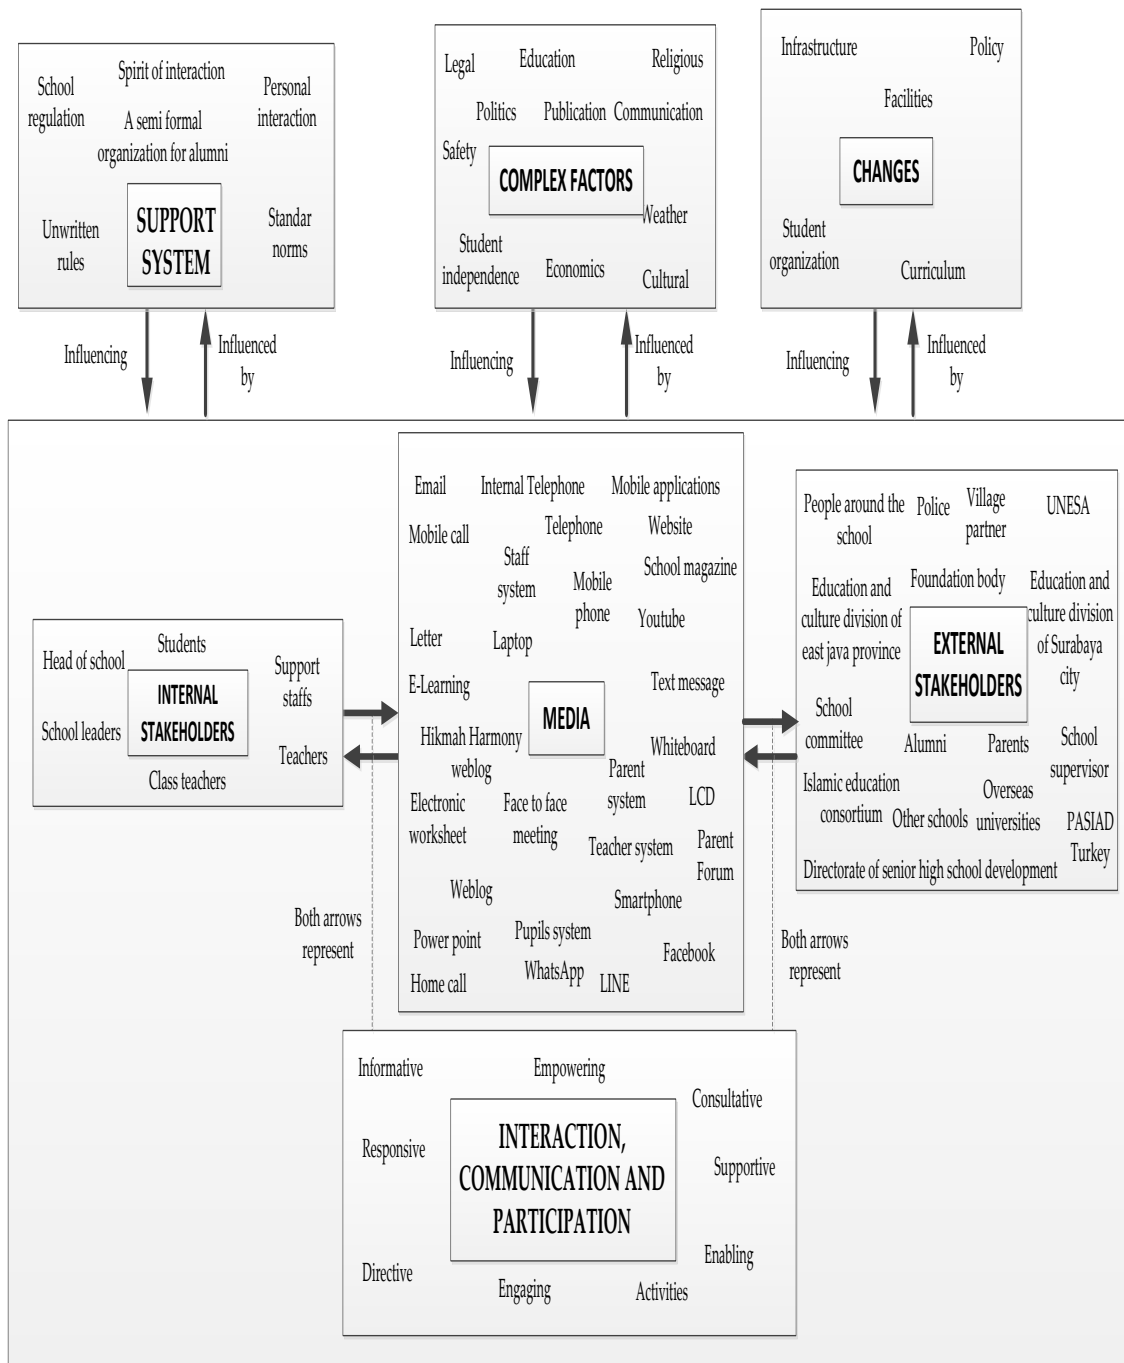 School
regulation
Spirit of interaction
Personal
interaction
A semi formal
organization for alumni
SUPPORT
SYSTEM
Unwritten
rules
Standar
norms
Legal
Education
Religious
Politics
Publication
Communication
Safety
COMPLEX FACTORS
Weather
Student
independence
Economics
Cultural
Infrastructure
Policy
Facilities
CHANGES
Student
organization
Curriculum
Influencing
Influenced
by
Influencing
Influenced
by
Influencing
Influenced
by
Head of school
Students
Support
staffs
INTERNAL
STAKEHOLDERS
School leaders
Teachers
Class teachers
Email
Internal Telephone
Mobile applications
Mobile call
Telephone
Website
Staff
system
School magazine
Mobile
phone
Youtube
Letter
Laptop
E-Learning
Text message
MEDIA
Hikmah Harmony
weblog
Whiteboard
Parent
system
LCD
Electronic
worksheet
Face to face
meeting
Teacher system
Parent
Forum
Weblog
Smartphone
Power point
Pupils system
Facebook
Home call
WhatsApp
LINE
People around the
school
Police
Village
partner
UNESA
Education and
culture division of
east java province
Foundation body
Education and
culture division
of Surabaya
city
EXTERNAL
STAKEHOLDERS
School
committee
Alumni
Parents
School
supervisor
Islamic education
consortium
Other schools
Overseas
universities
PASIAD
Turkey
Directorate of senior high school development
Both arrows
represent
Both arrows
represent
Informative
Empowering
Consultative
Responsive
INTERACTION,
COMMUNICATION AND
PARTICIPATION
Supportive
Directive
Engaging
Activities
Enabling